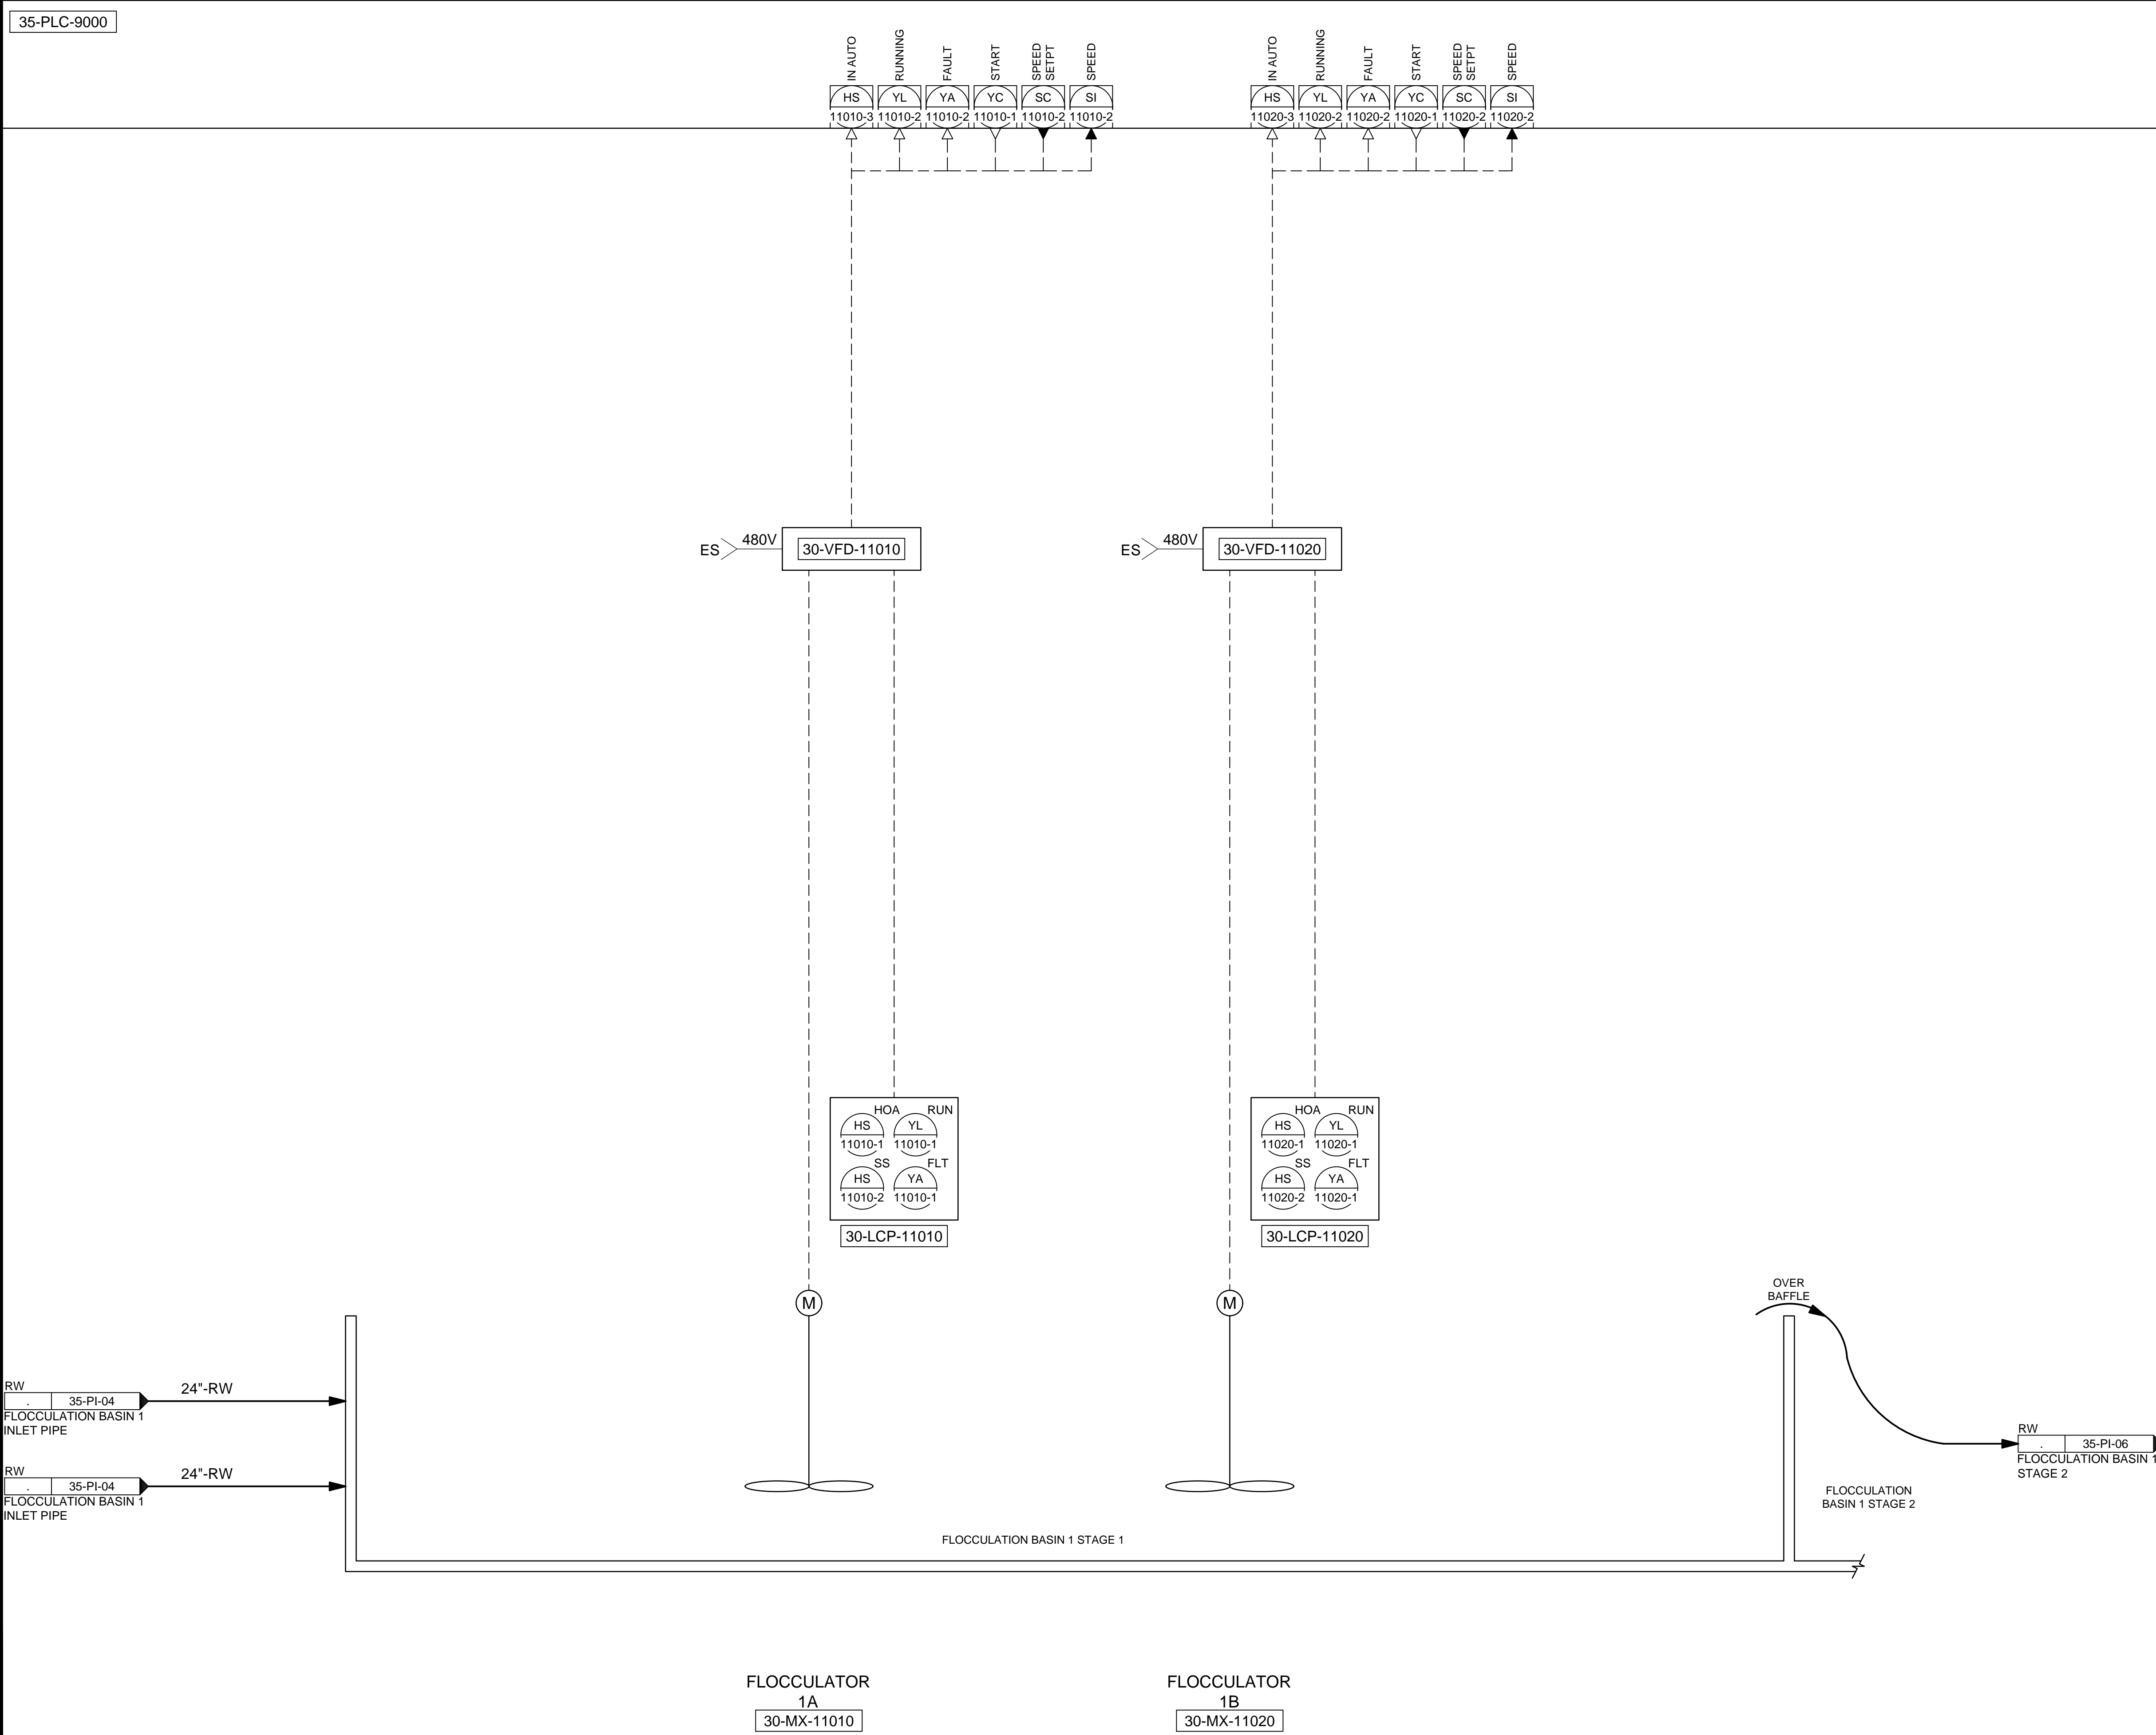 35-PLC-9000
IN AUTO
RUNNING
FAULT
START
SPEED
SETPT
SPEED
IN AUTO
RUNNING
FAULT
START
SPEED
SETPT
SPEED
HS YL YA YC SC SI
11010-3 11010-2 11010-2 11010-1 11010-2 11010-2
HS YL YA YC SC SI
11020-3 11020-2 11020-2 11020-1 11020-2 11020-2
ES 480V 30-VFD-11010
ES 480V 30-VFD-11020
HOA RUN
HS YL
11010-1 11010-1
SS FLT
HS YA
11010-2 11010-1
30-LCP-11010
HOA RUN
HS YL
11020-1 11020-1
SS FLT
HS YA
11020-2 11020-1
30-LCP-11020
M
M
OVER
BAFFLE
RW
. 35-PI-04
FLOCCULATION BASIN 1
INLET PIPE
24"-RW
RW
. 35-PI-04
FLOCCULATION BASIN 1
INLET PIPE
24"-RW
RW
. 35-PI-06
FLOCCULATION BASIN 1
STAGE 2
FLOCCULATION
BASIN 1 STAGE 2
FLOCCULATION BASIN 1 STAGE 1
FLOCCULATOR
1A
30-MX-11010
FLOCCULATOR
1B
30-MX-11020